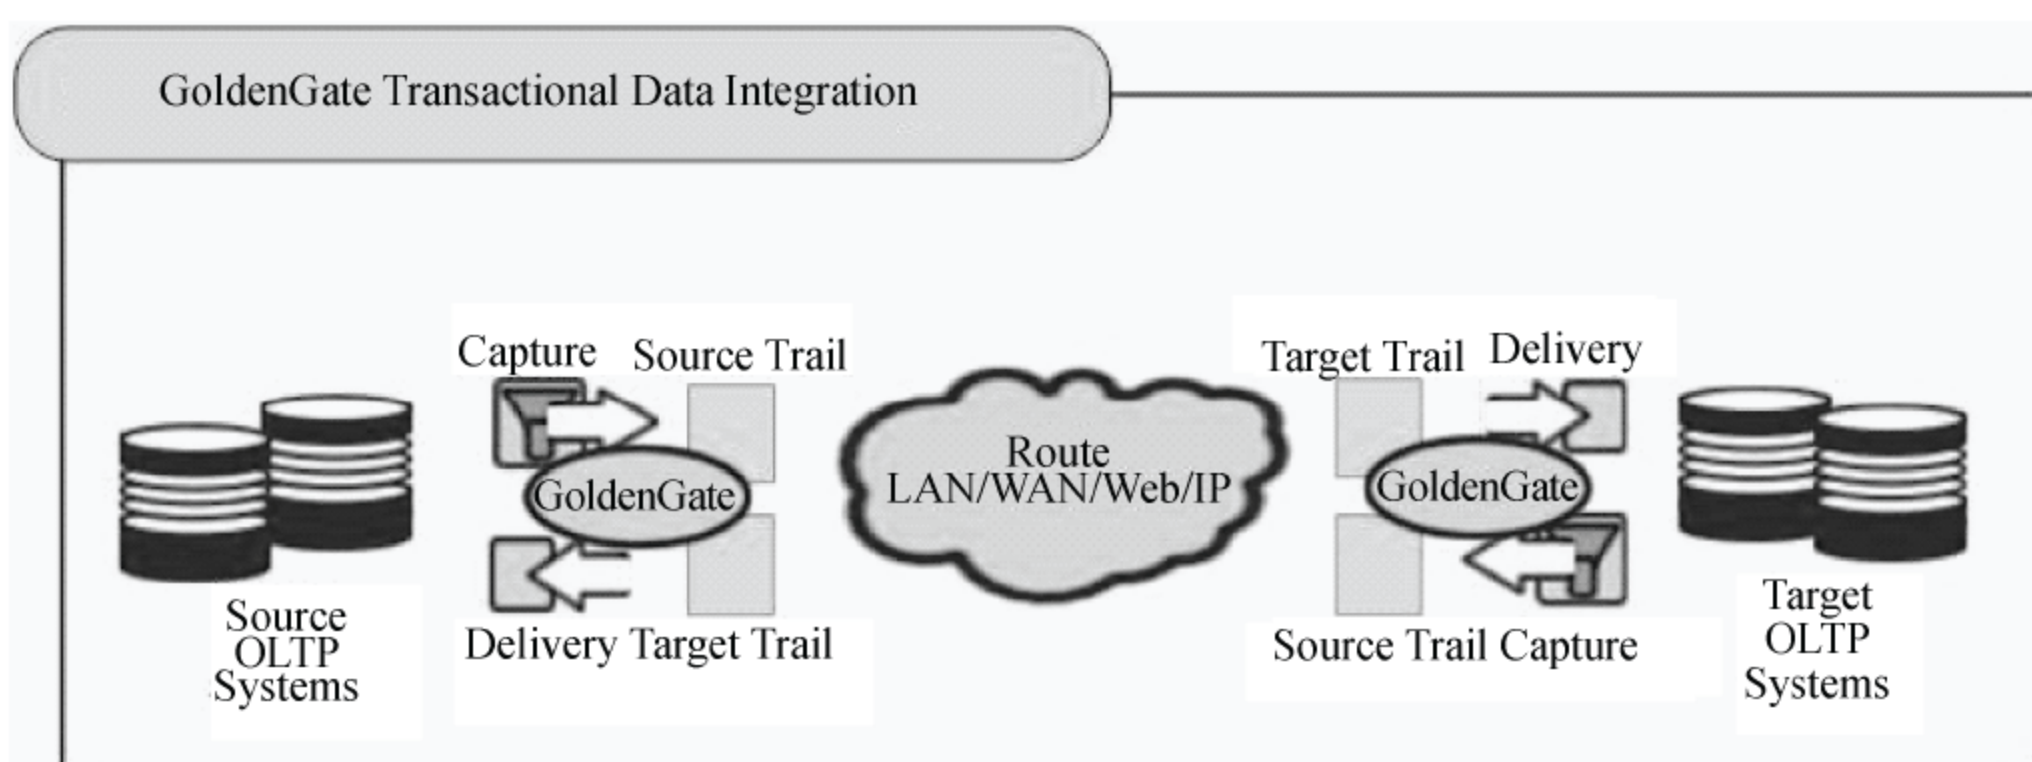 GoldenGate Transactional Data Integration
Capture
Source Trail
Target Trail
Delivery
GoldenGate
Route
LAN/WAN/Web/IP
GoldenGate
Source
OLTP
Systems
Delivery Target Trail
Source Trail Capture
Target
OLTP
Systems